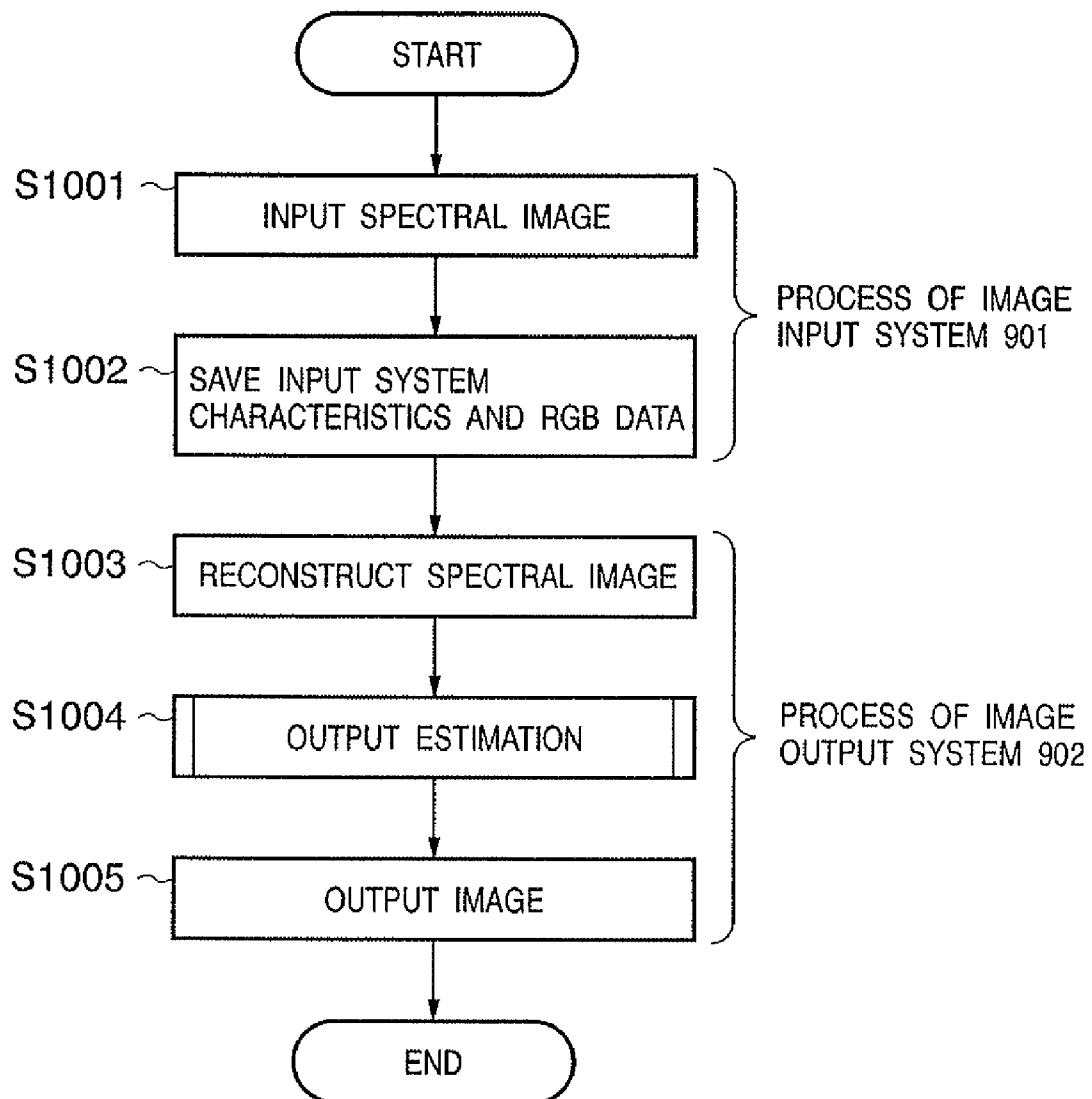 START
S1001
INPUT SPECTRAL IMAGE
PROCESS OF IMAGE
INPUT SYSTEM 901
S1002
SAVE INPUT SYSTEM
CHARACTERISTICS AND RGB DATA
S1003
RECONSTRUCT SPECTRAL IMAGE
S1004
OUTPUT ESTIMATION
PROCESS OF IMAGE
OUTPUT SYSTEM 902
S1005
OUTPUT IMAGE
END